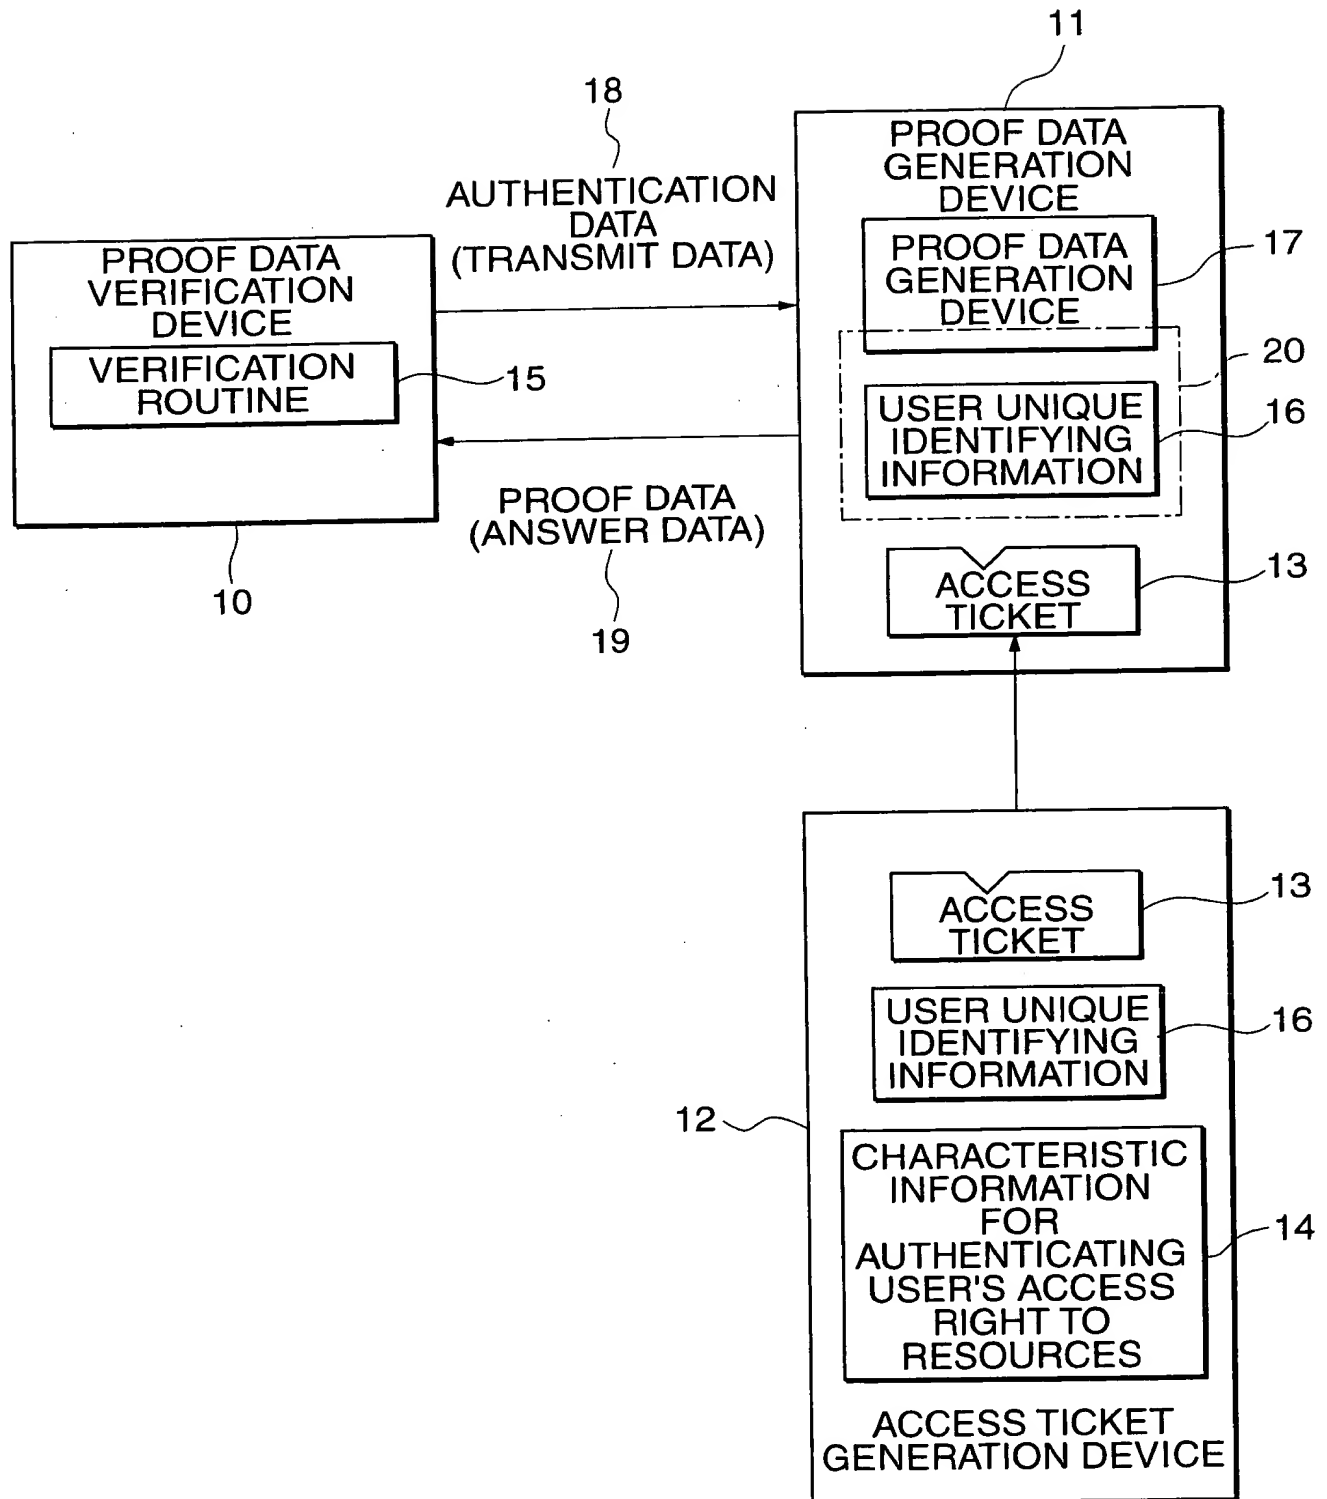 11
18
PROOF DATA
GENERATION
DEVICE
AUTHENTICATION
DATA
(TRANSMIT DATA)
PROOF DATA
VERIFICATION
DEVICE
VERIFICATION
ROUTINE
15
PROOF DATA
GENERATION
DEVICE
17
20
USER UNIQUE
IDENTIFYING
INFORMATION
16
PROOF DATA
(ANSWER DATA)
10
19
ACCESS
TICKET
13
ACCESS
TICKET
13
USER UNIQUE
IDENTIFYING
INFORMATION
16
12
CHARACTERISTIC
INFORMATION
FOR
AUTHENTICATING
USER'S ACCESS
RIGHT TO
RESOURCES
14
ACCESS TICKET
GENERATION DEVICE